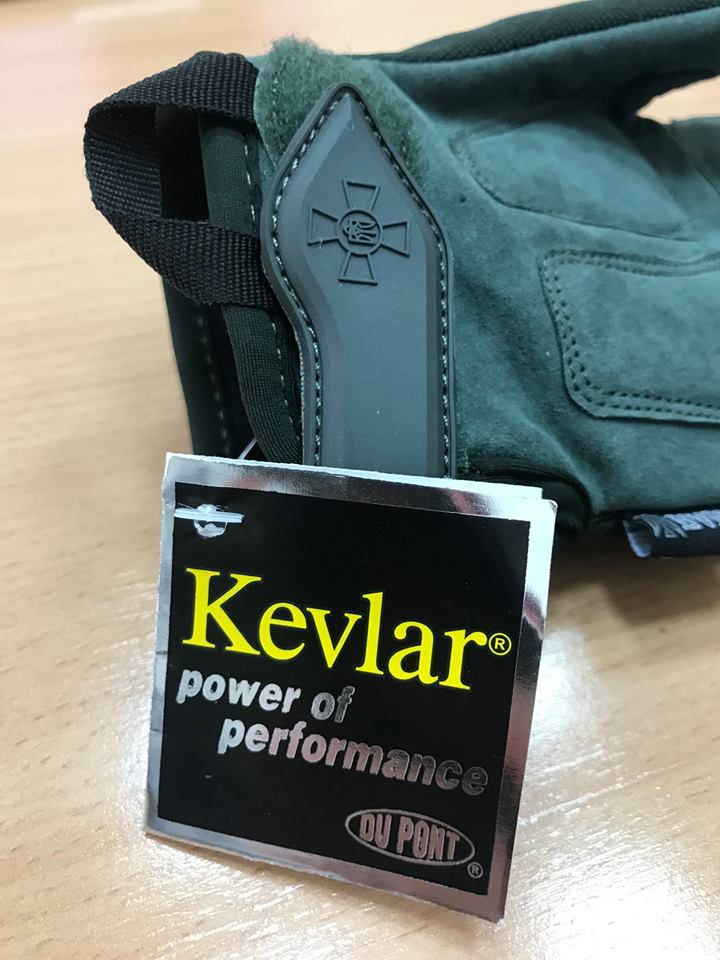 Kevlar®
power of
performance
DU PONT®